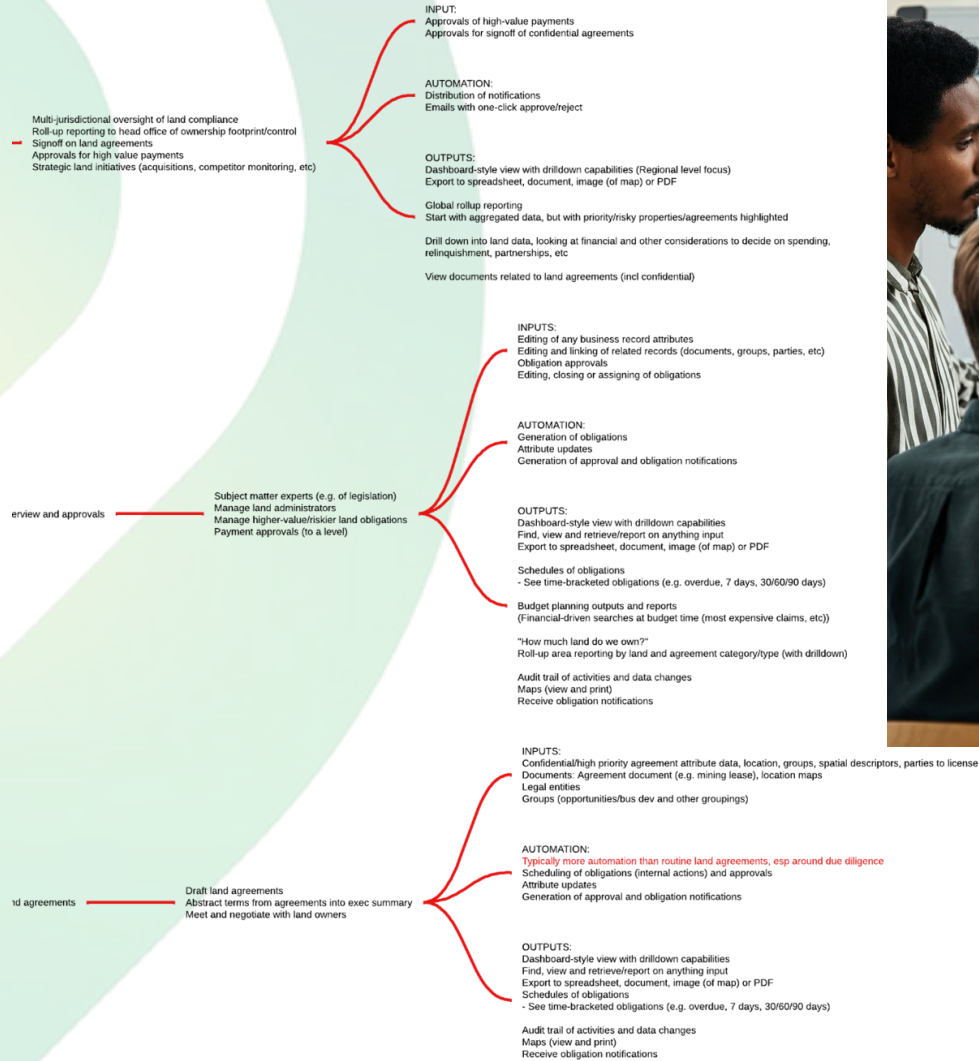 INPUT:
Approvals of high-value payments
Approvals for signoff of confidential agreements
AUTOMATION:
Distribution of notifications
Emails with one-click approve/reject
Multi-jurisdictional oversight of land compliance
Roll-up reporting to head office of ownership footprint/control
Signoff on land agreements
Approvals for high value payments
Strategic land initiatives (acquisitions, competitor monitoring, etc)
OUTPUTS:
Dashboard-style view with drilldown capabilities (Regional level focus)
Export to spreadsheet, document, image (of map) or PDF
Global rollup reporting
Start with aggregated data, but with priority/risky properties/agreements highlighted
Drill down into land data, looking at financial and other considerations to decide on spending,
relinquishment, partnerships, etc
View documents related to land agreements (incl confidential)
INPUTS:
Editing of any business record attributes
Editing and linking of related records (documents, groups, parties, etc)
Obligation approvals
Editing, closing or assigning of obligations
AUTOMATION:
Generation of obligations
Attribute updates
Generation of approval and obligation notifications
erview and approvals
Subject matter experts (e.g. of legislation)
Manage land administrators
Manage higher-value/riskier land obligations
Payment approvals (to a level)
OUTPUTS:
Dashboard-style view with drilldown capabilities
Find, view and retrieve/report on anything input
Export to spreadsheet, document, image (of map) or PDF
Schedules of obligations
- See time-bracketed obligations (e.g. overdue, 7 days, 30/60/90 days)
Budget planning outputs and reports
(Financial-driven searches at budget time (most expensive claims, etc))
"How much land do we own?"
Roll-up area reporting by land and agreement category/type (with drilldown)
Audit trail of activities and data changes
Maps (view and print)
Receive obligation notifications
INPUTS:
Confidential/high priority agreement attribute data, location, groups, spatial descriptors, parties to license
Documents: Agreement document (e.g. mining lease), location maps
Legal entities
Groups (opportunities/bus dev and other groupings)
AUTOMATION:
Typically more automation than routine land agreements, esp around due diligence
Scheduling of obligations (internal actions) and approvals
Attribute updates
Generation of approval and obligation notifications
nd agreements
Draft land agreements
Abstract terms from agreements into exec summary
Meet and negotiate with land owners
OUTPUTS:
Dashboard-style view with drilldown capabilities
Find, view and retrieve/report on anything input
Export to spreadsheet, document, image (of map) or PDF
Schedules of obligations
- See time-bracketed obligations (e.g. overdue, 7 days, 30/60/90 days)
Audit trail of activities and data changes
Maps (view and print)
Receive obligation notifications